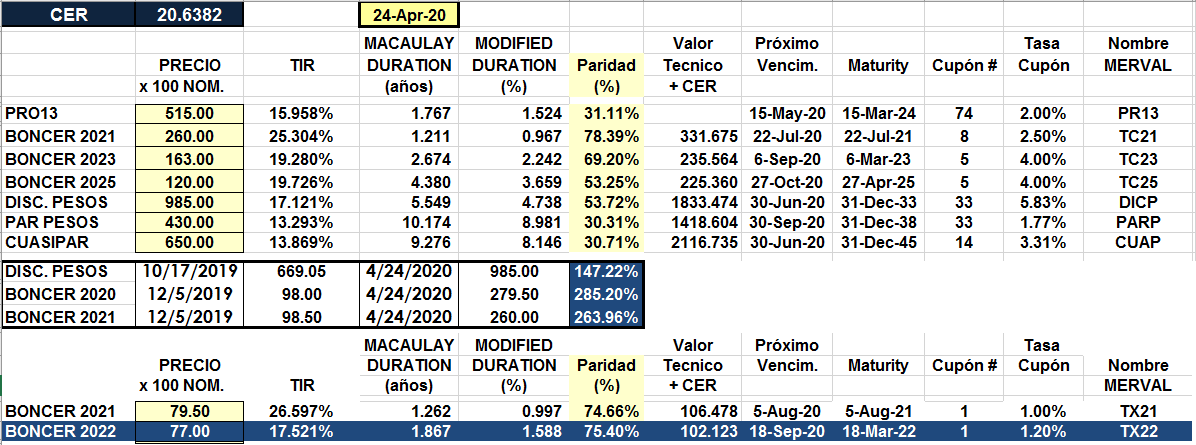 CER 20.6382 24-Apr-20
MACAULAY MODIFIED Valor Próximo Tasa Nombre
PRECIO TIR DURATION DURATION Paridad Tecnico Vencim. Maturity Cupón # Cupón MERVAL
x 100 NOM. (años) (%) (%) + CER
PRO13 515.00 15.958% 1.767 1.524 31.11% 15-May-20 15-Mar-24 74 2.00% PR13
BONCER 2021 260.00 25.304% 1.211 0.967 78.39% 331.675 22-Jul-20 22-Jul-21 8 2.50% TC21
BONCER 2023 163.00 19.280% 2.674 2.242 69.20% 235.564 6-Sep-20 6-Mar-23 5 4.00% TC23
BONCER 2025 120.00 19.726% 4.380 3.659 53.25% 225.360 27-Oct-20 27-Apr-25 5 4.00% TC25
DISC. PESOS 985.00 17.121% 5.549 4.738 53.72% 1833.474 30-Jun-20 31-Dec-33 33 5.83% DICP
PAR PESOS 430.00 13.293% 10.174 8.981 30.31% 1418.604 30-Sep-20 31-Dec-38 33 1.77% PARP
CUASIPAR 650.00 13.869% 9.276 8.146 30.71% 2116.735 30-Jun-20 31-Dec-45 14 3.31% CUAP
DISC. PESOS 10/17/2019 669.05 4/24/2020 985.00 147.22%
BONCER 2020 12/5/2019 98.00 4/24/2020 279.50 285.20%
BONCER 2021 12/5/2019 98.50 4/24/2020 260.00 263.96%
MACAULAY MODIFIED Valor Próximo Tasa
PRECIO DURATION DURATION Paridad Tecnico Vencim. Maturity Cupón # Cupón Nombre
x 100 NOM. TIR (años) (%) (%) + CER MERVAL
BONCER 2021 79.50 26.597% 1.262 0.997 74.66% 106.478 5-Aug-20 5-Aug-21 1 1.00% TX21
BONCER 2022 77.00 17.521% 1.867 1.588 75.40% 102.123 18-Sep-20 18-Mar-22 1 1.20% TX22